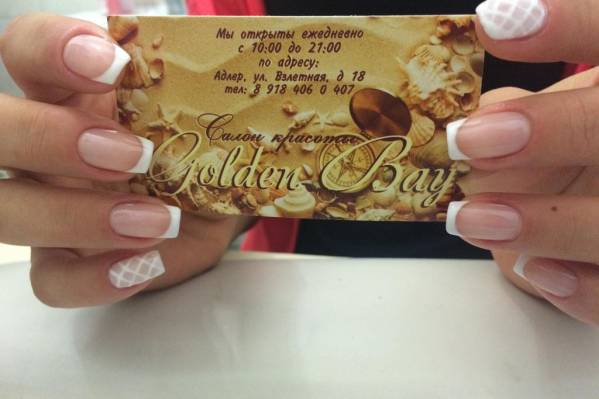 Мы открыты ежедневно
с 10:00 до 21:00
по адресу:
Адлер, ул. Взлетная, д 18
тел: 8 918 406 0 407
Салон красоты
Golden Bay